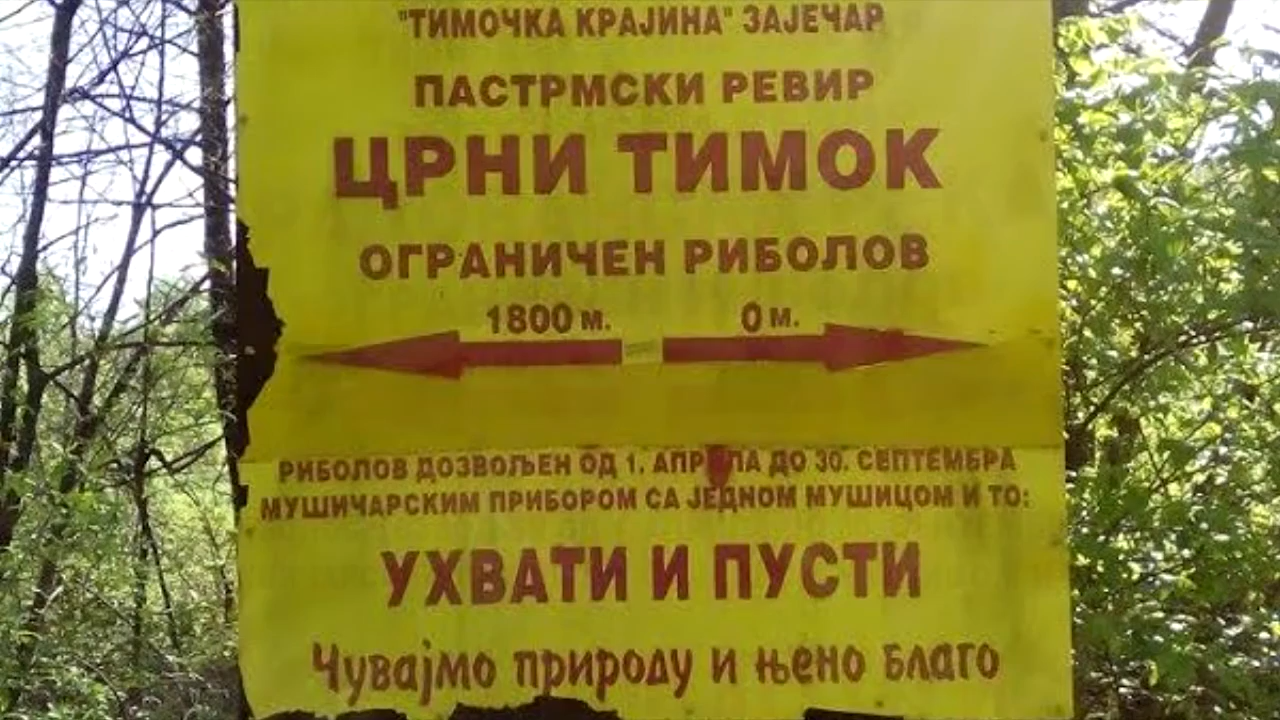 "ТИМОЧКА КРАЈИНА" ЗАЈЕЧАР
ПАСТРМСКИ РЕВИР
ЦРНИ ТИМОК
ОГРАНИЧЕН РИБОЛОВ
1800 м. 0 м.
РИБОЛОВ ДОЗВОЉЕН ОД 1. АПРИЛА ДО 30. СЕПТЕМБРА
МУШИЧАРСКИМ ПРИБОРОМ СА ЈЕДНОМ МУШИЦОМ И ТО:
УХВАТИ И ПУСТИ
Чувајмо природу и њено благо